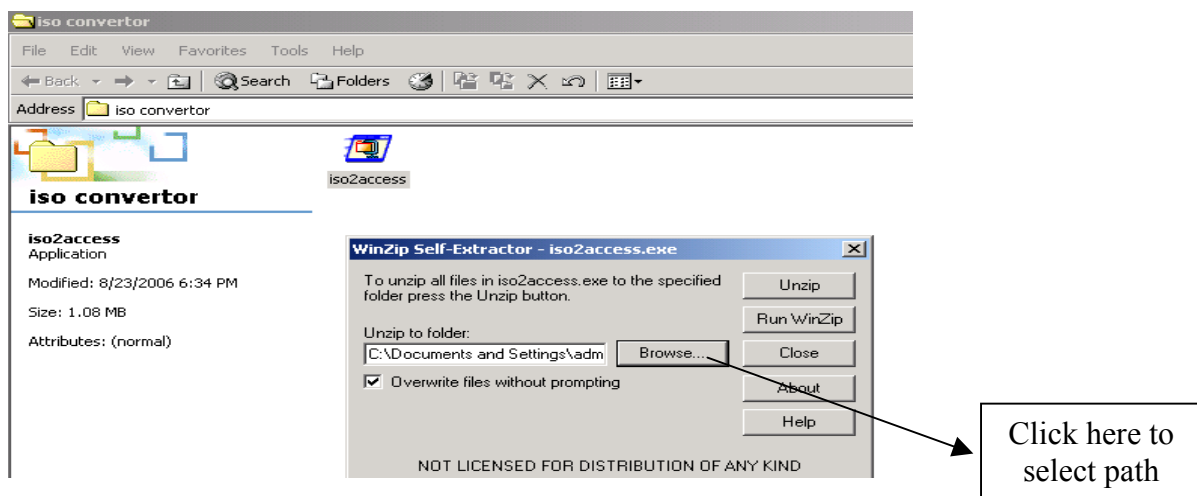 iso convertor
File Edit View Favorites Tools Help
Back Search Folders
Address iso convertor
iso convertor
iso2access
Application
Modified: 8/23/2006 6:34 PM
Size: 1.08 MB
Attributes: (normal)
iso2access
WinZip Self-Extractor - iso2access.exe
To unzip all files in iso2access.exe to the specified
folder press the Unzip button.
Unzip to folder:
C:\Documents and Settings\adm
Browse...
Overwrite files without prompting
Unzip
Run WinZip
Close
About
Help
NOT LICENSED FOR DISTRIBUTION OF ANY KIND
Click here to
select path